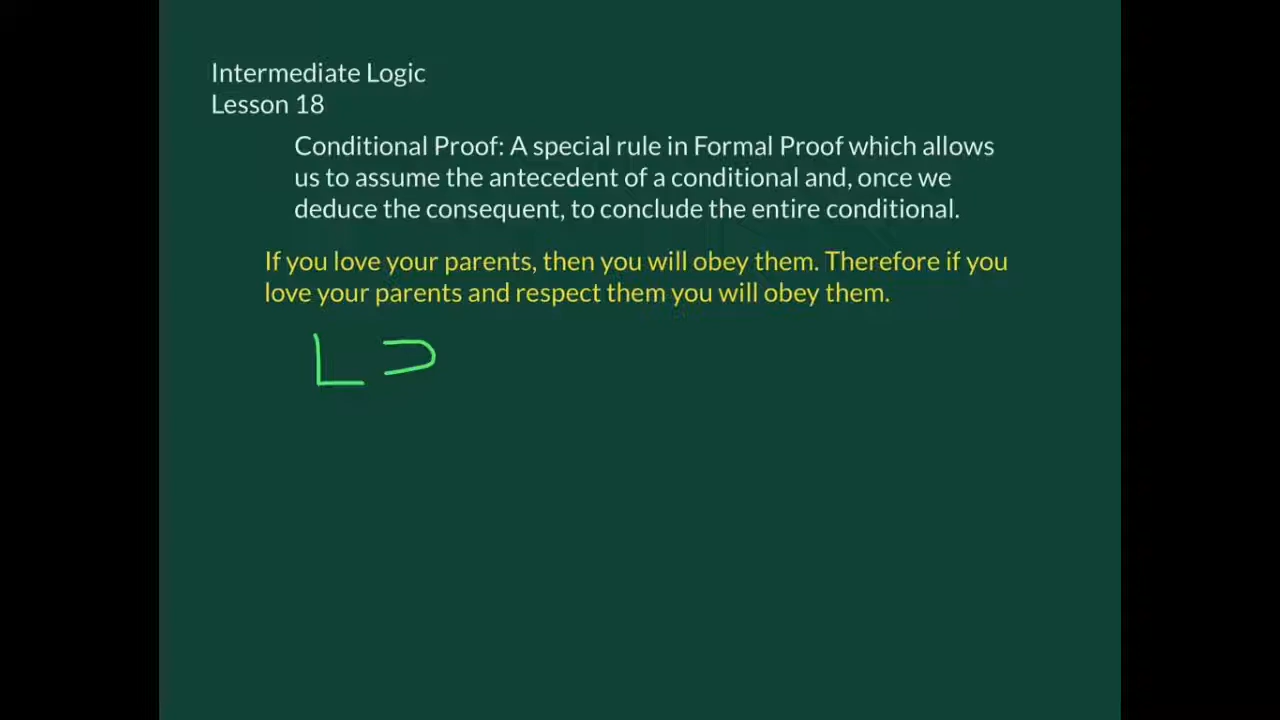 Intermediate Logic
Lesson 18
Conditional Proof: A special rule in Formal Proof which allows
us to assume the antecedent of a conditional and, once we
deduce the consequent, to conclude the entire conditional.
If you love your parents, then you will obey them. Therefore if you
love your parents and respect them you will obey them.
L ⊃